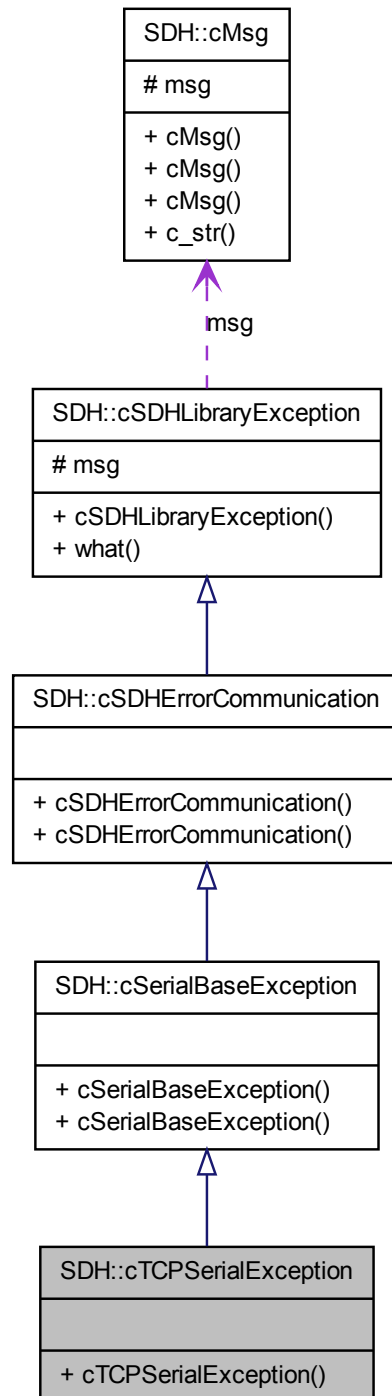 SDH::cMsg
# msg
+ cMsg()
+ cMsg()
+ cMsg()
+ c_str()
msg
SDH::cSDHLibraryException
# msg
+ cSDHLibraryException()
+ what()
SDH::cSDHErrorCommunication
+ cSDHErrorCommunication()
+ cSDHErrorCommunication()
SDH::cSerialBaseException
+ cSerialBaseException()
+ cSerialBaseException()
SDH::cTCPSerialException
+ cTCPSerialException()